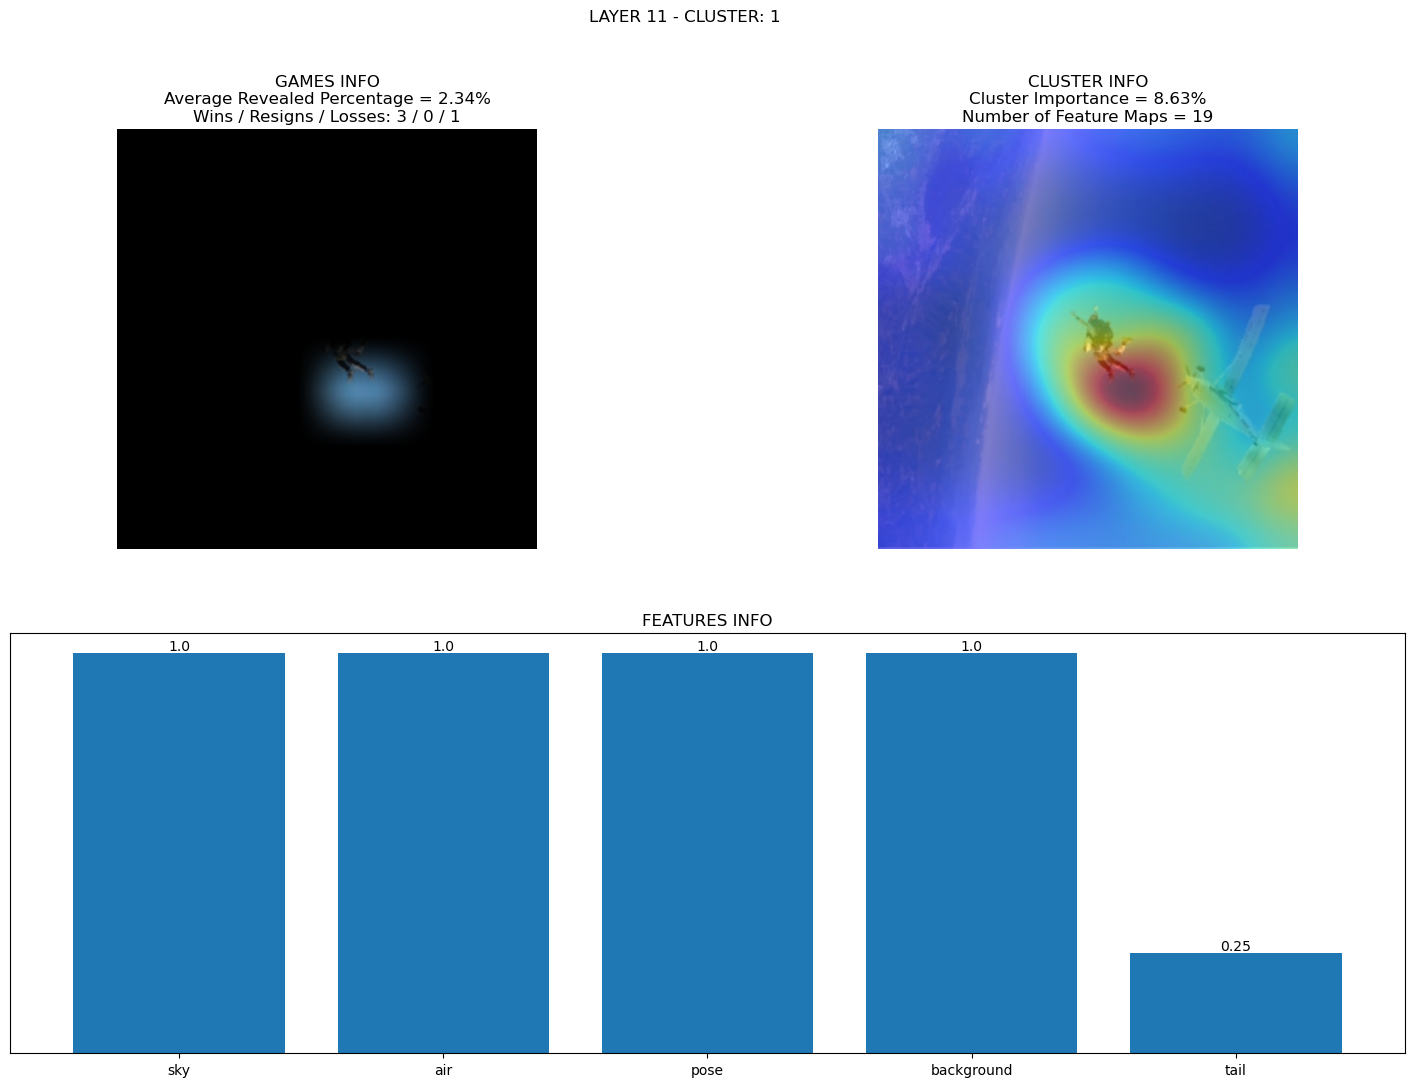 LAYER 11 - CLUSTER: 1
GAMES INFO
Average Revealed Percentage = 2.34%
Wins / Resigns / Losses: 3 / 0 / 1
CLUSTER INFO
Cluster Importance = 8.63%
Number of Feature Maps = 19
FEATURES INFO
1.0
1.0
1.0
1.0
0.25
sky
air
pose
background
tail